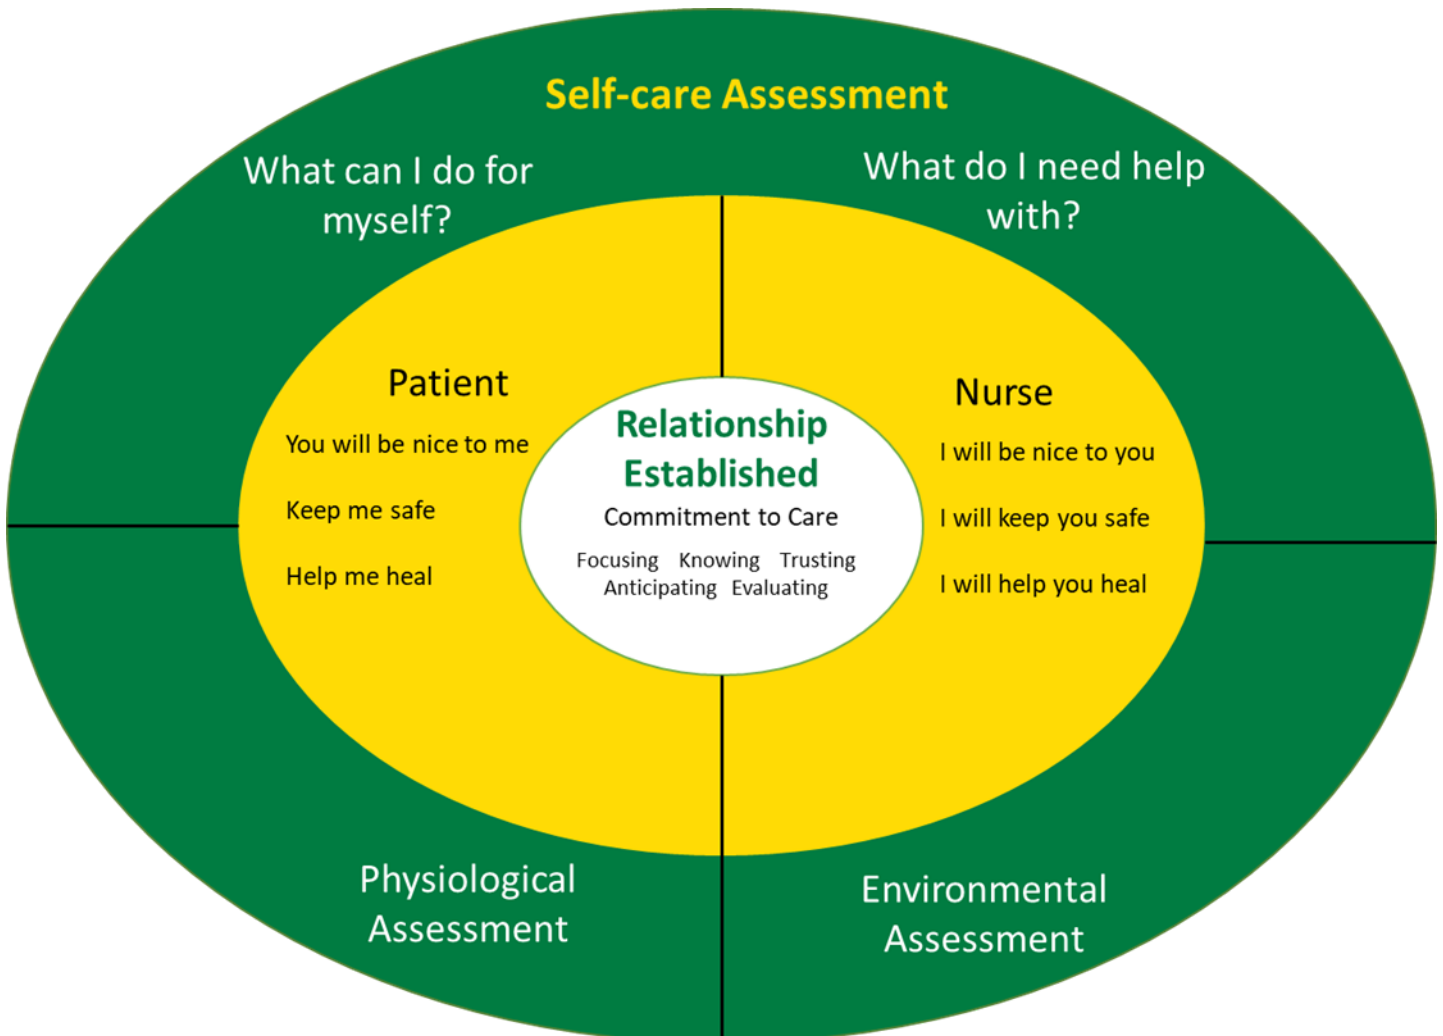 Self-care Assessment
What can I do for
myself?
What do I need help
with?
Patient
You will be nice to me
Keep me safe
Help me heal
Relationship
Established
Commitment to Care
Focusing Knowing Trusting
Anticipating Evaluating
Nurse
I will be nice to you
I will keep you safe
I will help you heal
Physiological
Assessment
Environmental
Assessment